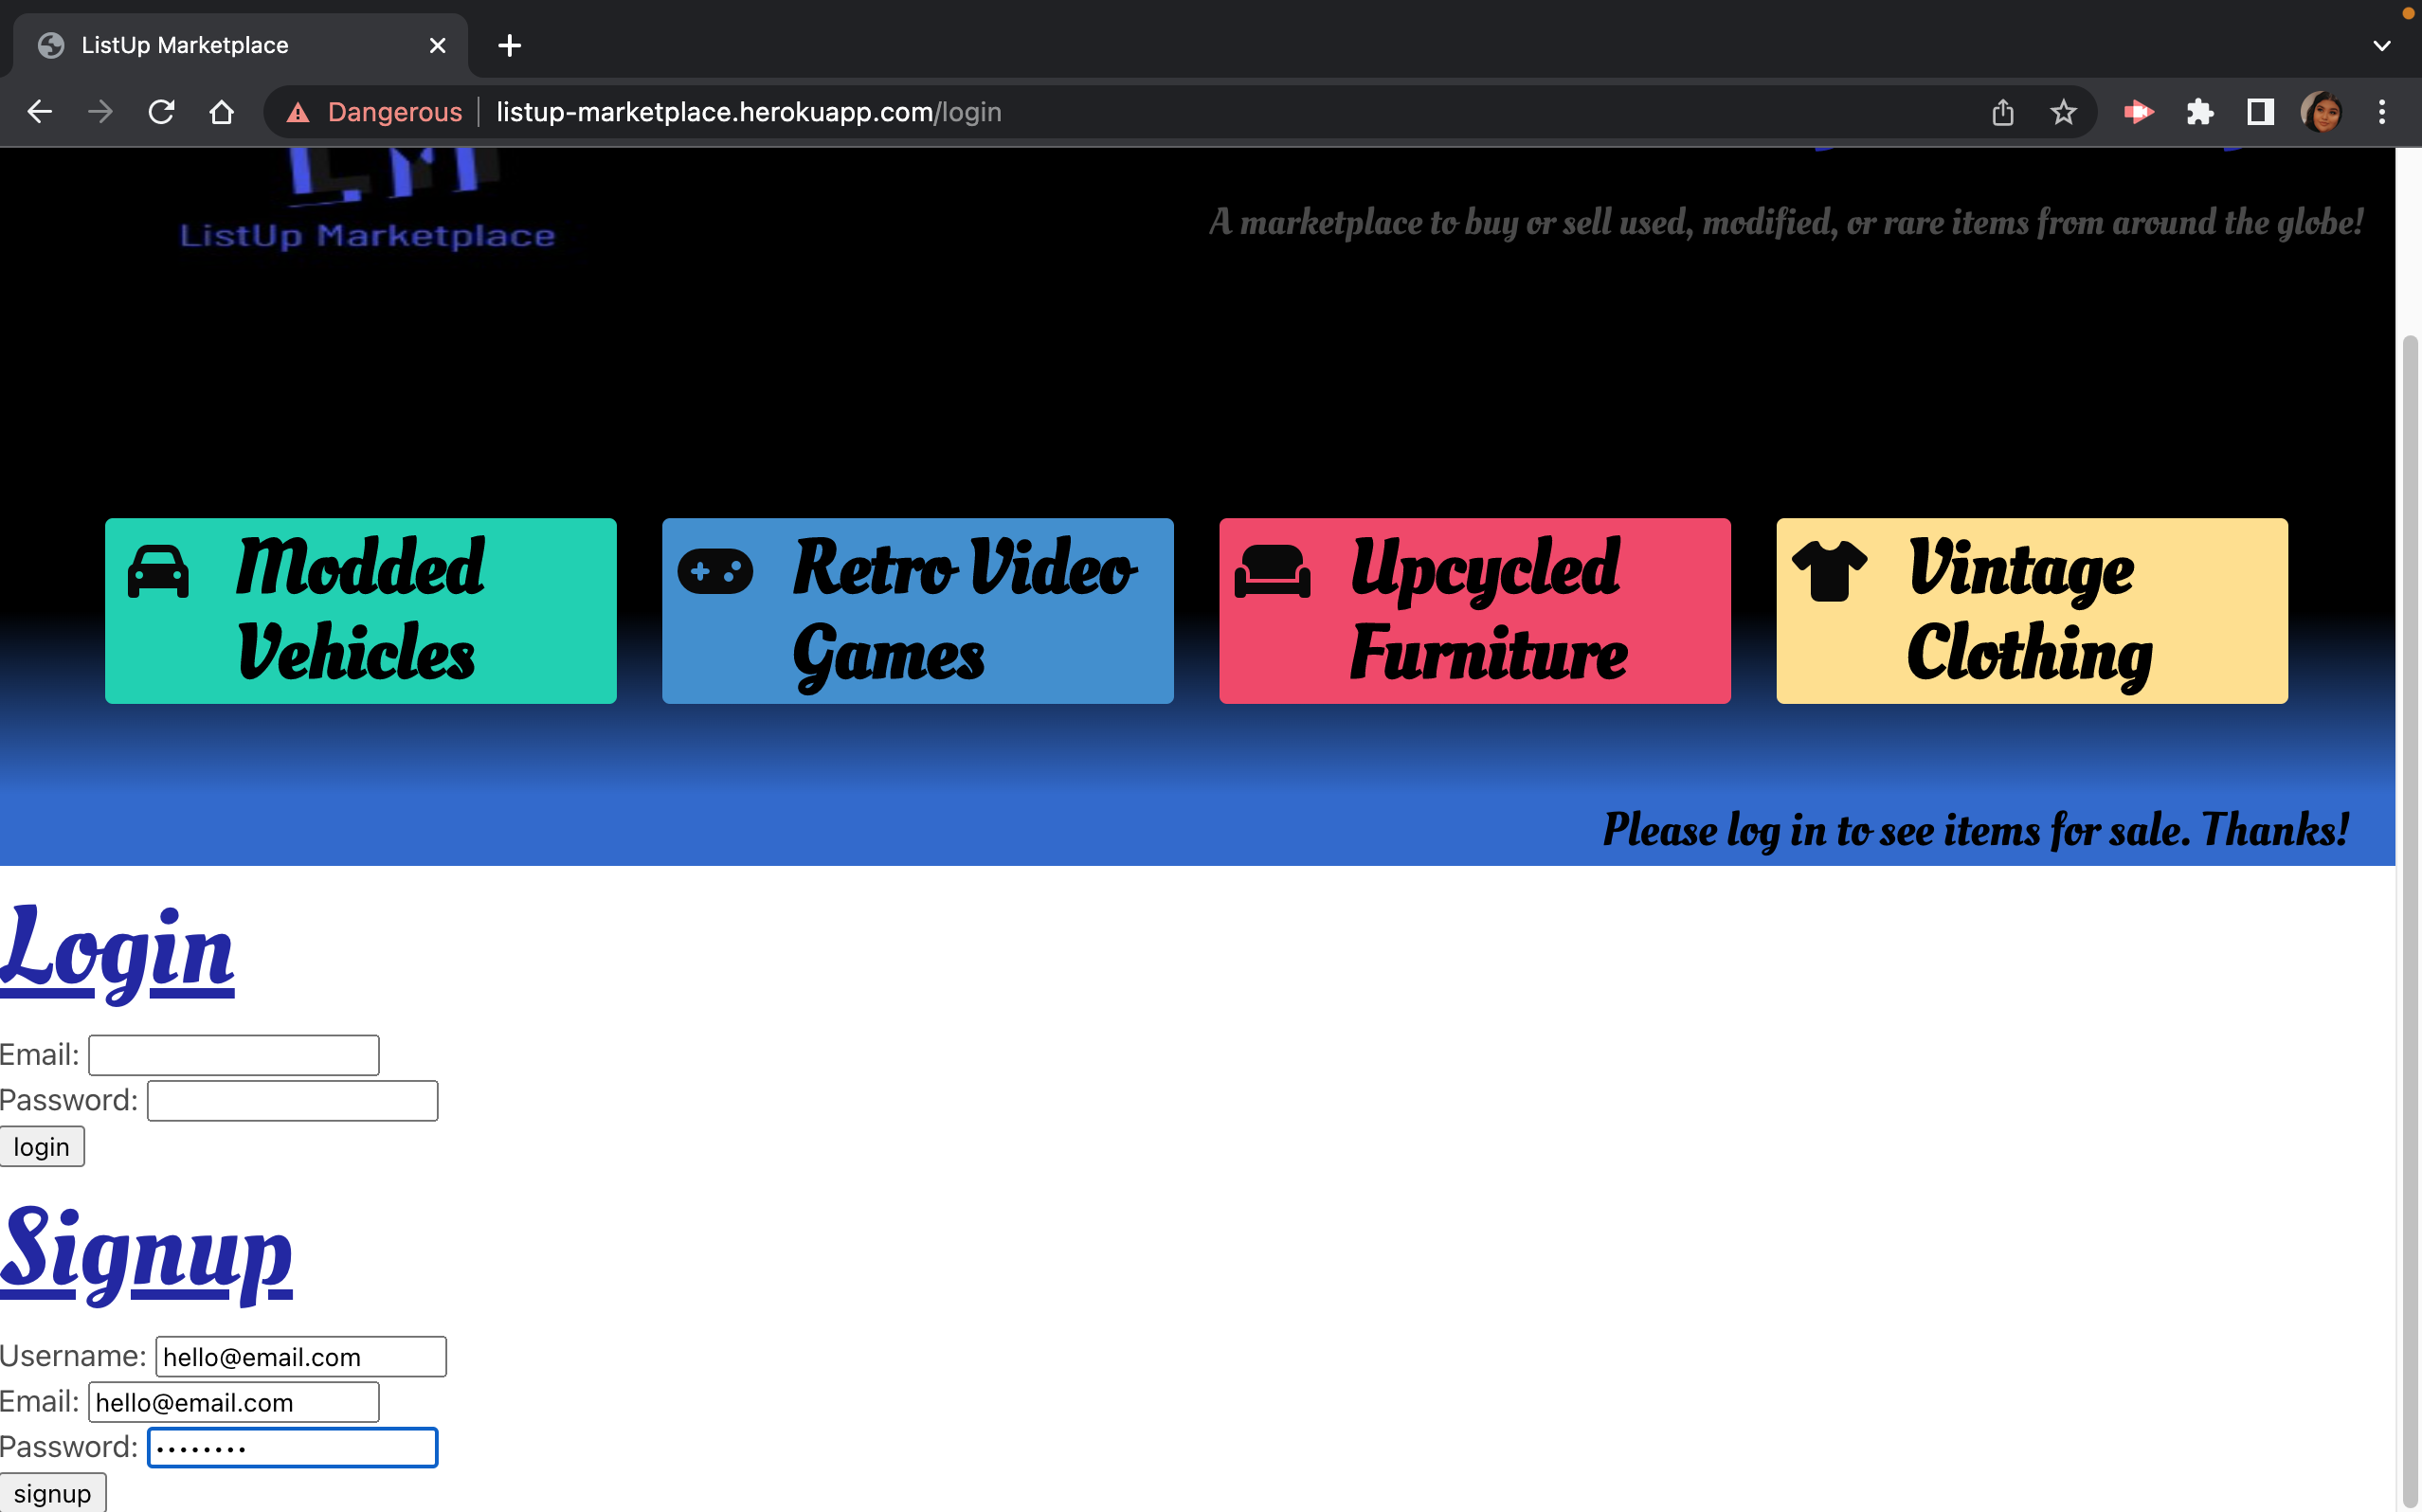 ListUp Marketplace
Dangerous listup-marketplace.herokuapp.com/login
ListUp Marketplace
A marketplace to buy or sell used, modified, or rare items from around the globe!
Modded
Vehicles
Retro Video
Games
Upcycled
Furniture
Vintage
Clothing
Please log in to see items for sale. Thanks!
Login
Email:
Password:
login
Signup
Username: hello@email.com
Email: hello@email.com
Password: ••••••••
signup